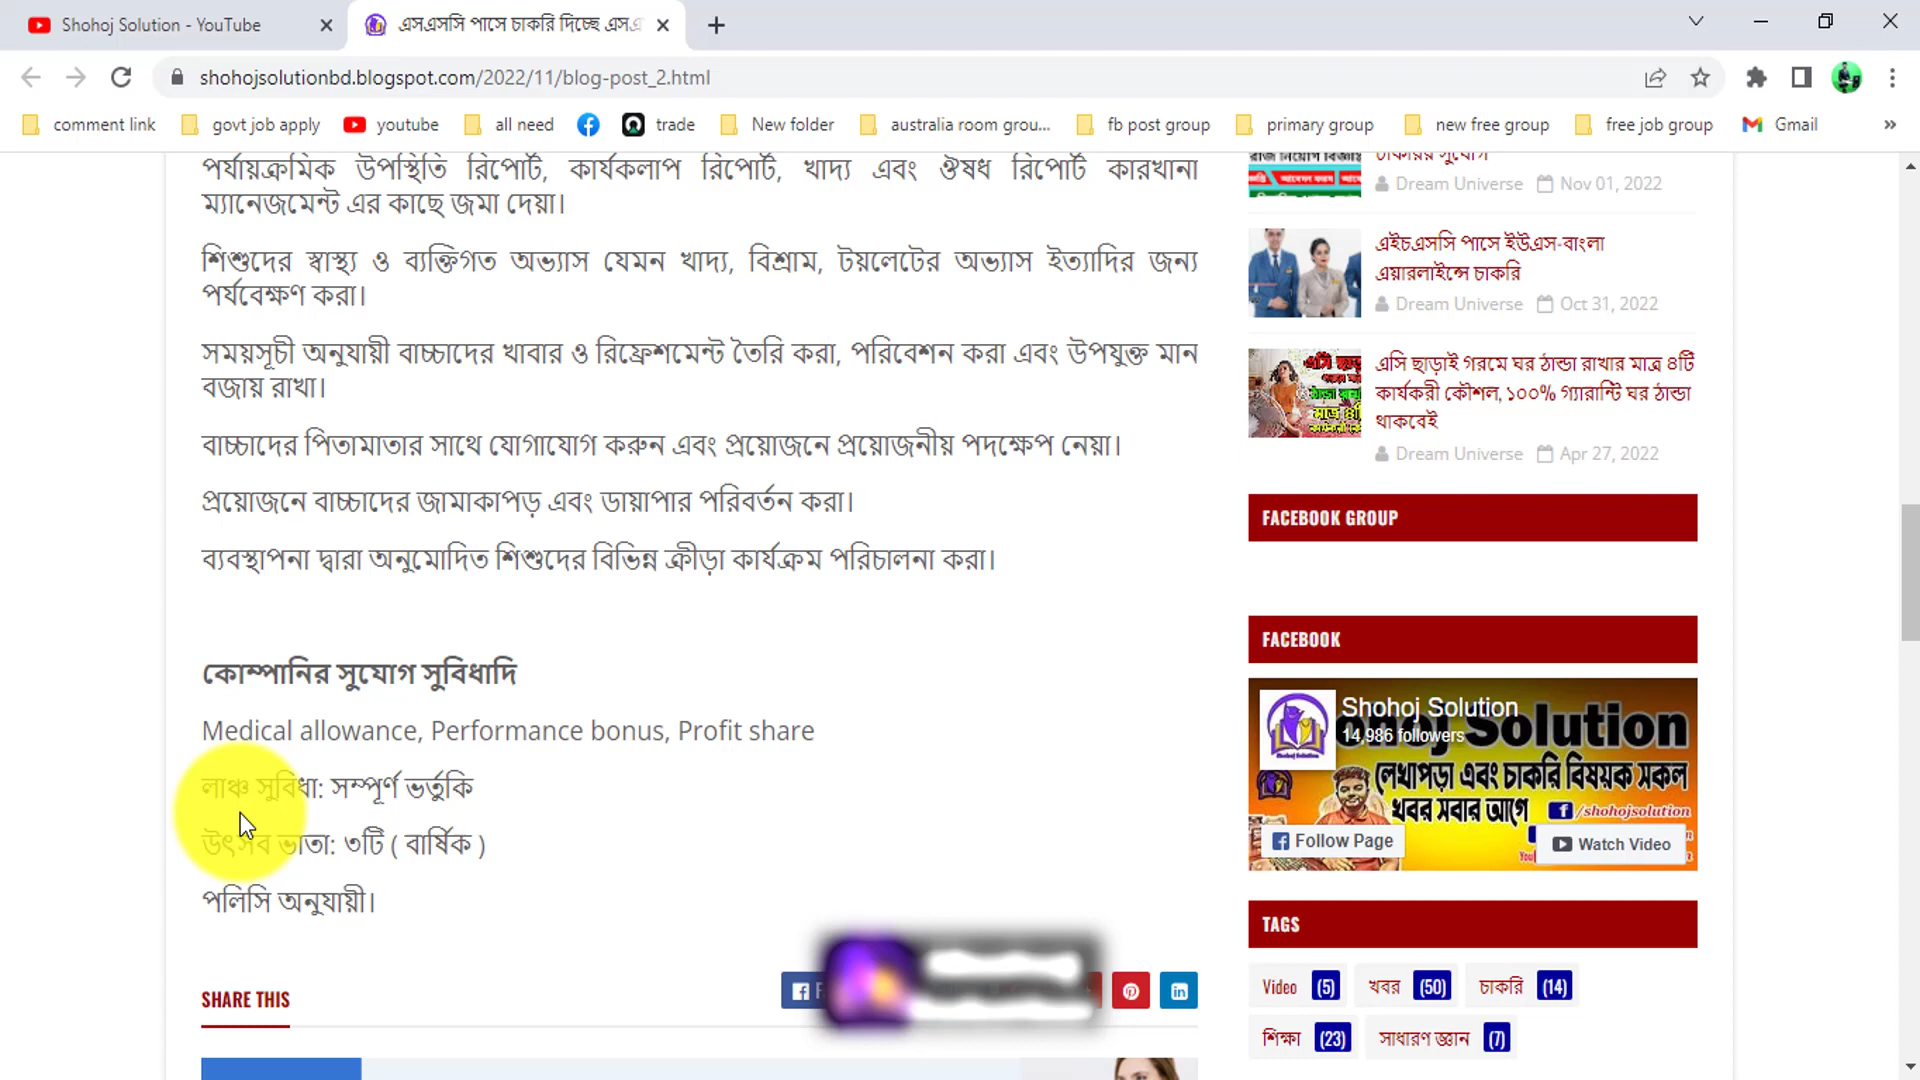 Shohoj Solution - YouTube
এসএসসি পাসে চাকরি দিচ্ছে এসএ
shohojsolutionbd.blogspot.com/2022/11/blog-post_2.html
comment link
govt job apply
youtube
all need
trade
New folder
australia room grou...
fb post group
primary group
new free group
free job group
Gmail
»
পর্যায়ক্রমিক উপস্থিতি রিপোর্ট, কার্যকলাপ রিপোর্ট, খাদ্য এবং ঔষধ রিপোর্ট কারখানা
ম্যানেজমেন্ট এর কাছে জমা দেয়া।
শিশুদের স্বাস্থ্য ও ব্যক্তিগত অভ্যাস যেমন খাদ্য, বিশ্রাম, টয়লেটের অভ্যাস ইত্যাদির জন্য
পর্যবেক্ষণ করা।
সময়সূচী অনুযায়ী বাচ্চাদের খাবার ও রিফ্রেশমেন্ট তৈরি করা, পরিবেশন করা এবং উপযুক্ত মান
বজায় রাখা।
বাচ্চাদের পিতামাতার সাথে যোগাযোগ করুন এবং প্রয়োজনে প্রয়োজনীয় পদক্ষেপ নেয়া।
প্রয়োজনে বাচ্চাদের জামাকাপড় এবং ডায়াপার পরিবর্তন করা।
ব্যবস্থাপনা দ্বারা অনুমোদিত শিশুদের বিভিন্ন ক্রীড়া কার্যক্রম পরিচালনা করা।
কোম্পানির সুযোগ সুবিধাদি
Medical allowance, Performance bonus, Profit share
লাঞ্চ সুবিধা: সম্পূর্ণ ভর্তুকি
উৎসব ভাতা: ৩টি ( বার্ষিক )
পলিসি অনুযায়ী।
SHARE THIS
চাকরির সুযোগ
Dream Universe Nov 01, 2022
এইচএসসি পাসে ইউএস-বাংলা
এয়ারলাইন্সে চাকরি
Dream Universe Oct 31, 2022
এসি ছাড়াই গরমে ঘর ঠান্ডা রাখার মাত্র ৪টি
কার্যকরী কৌশল, ১০০% গ্যারান্টি ঘর ঠান্ডা
থাকবেই
Dream Universe Apr 27, 2022
FACEBOOK GROUP
FACEBOOK
Shohoj Solution
14,986 followers
লেখাপড়া এবং চাকরি বিষয়ক সকল
খবর সবার আগে
/shohojsolution
Follow Page
Watch Video
TAGS
Video (5) খবর (50) চাকরি (14)
শিক্ষা (23) সাধারণ জ্ঞান (7)